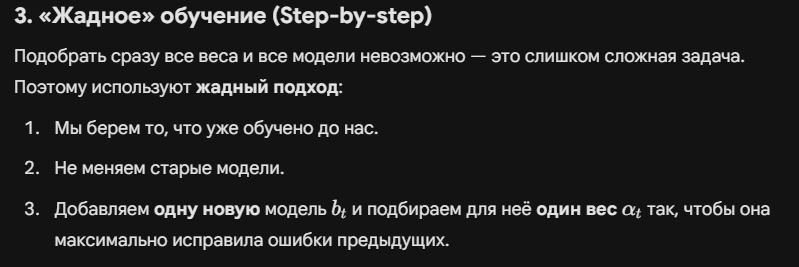 3. «Жадное» обучение (Step-by-step)
Подобрать сразу все веса и все модели невозможно — это слишком сложная задача.
Поэтому используют жадный подход:
1. Мы берем то, что уже обучено до нас.
2. Не меняем старые модели.
3. Добавляем одну новую модель bₜ и подбираем для неё один вес αₜ так, чтобы она
максимально исправила ошибки предыдущих.